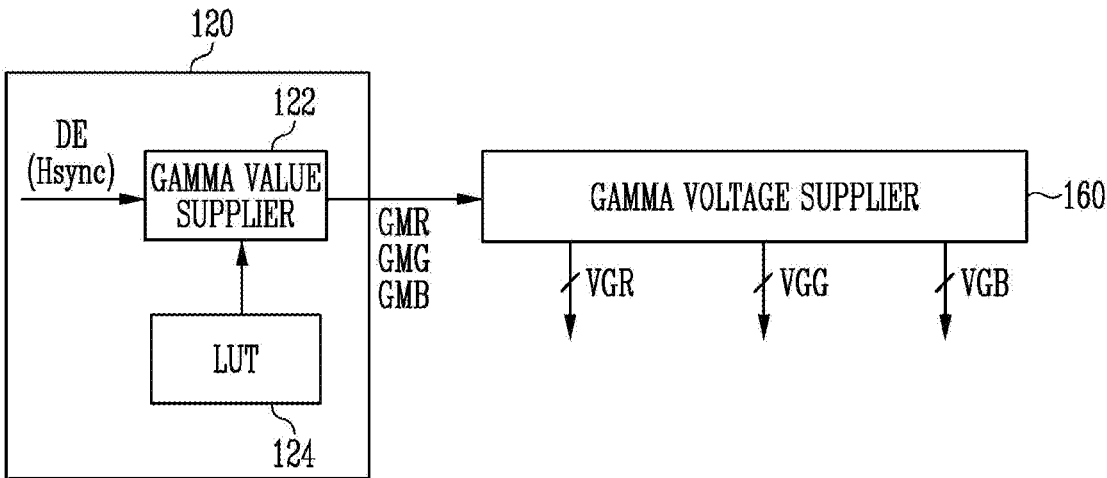 120
122
DE
(Hsync)
GAMMA VALUE
SUPPLIER
GMR
GMG
GMB
GAMMA VOLTAGE SUPPLIER
160
VGR
VGG
VGB
LUT
124